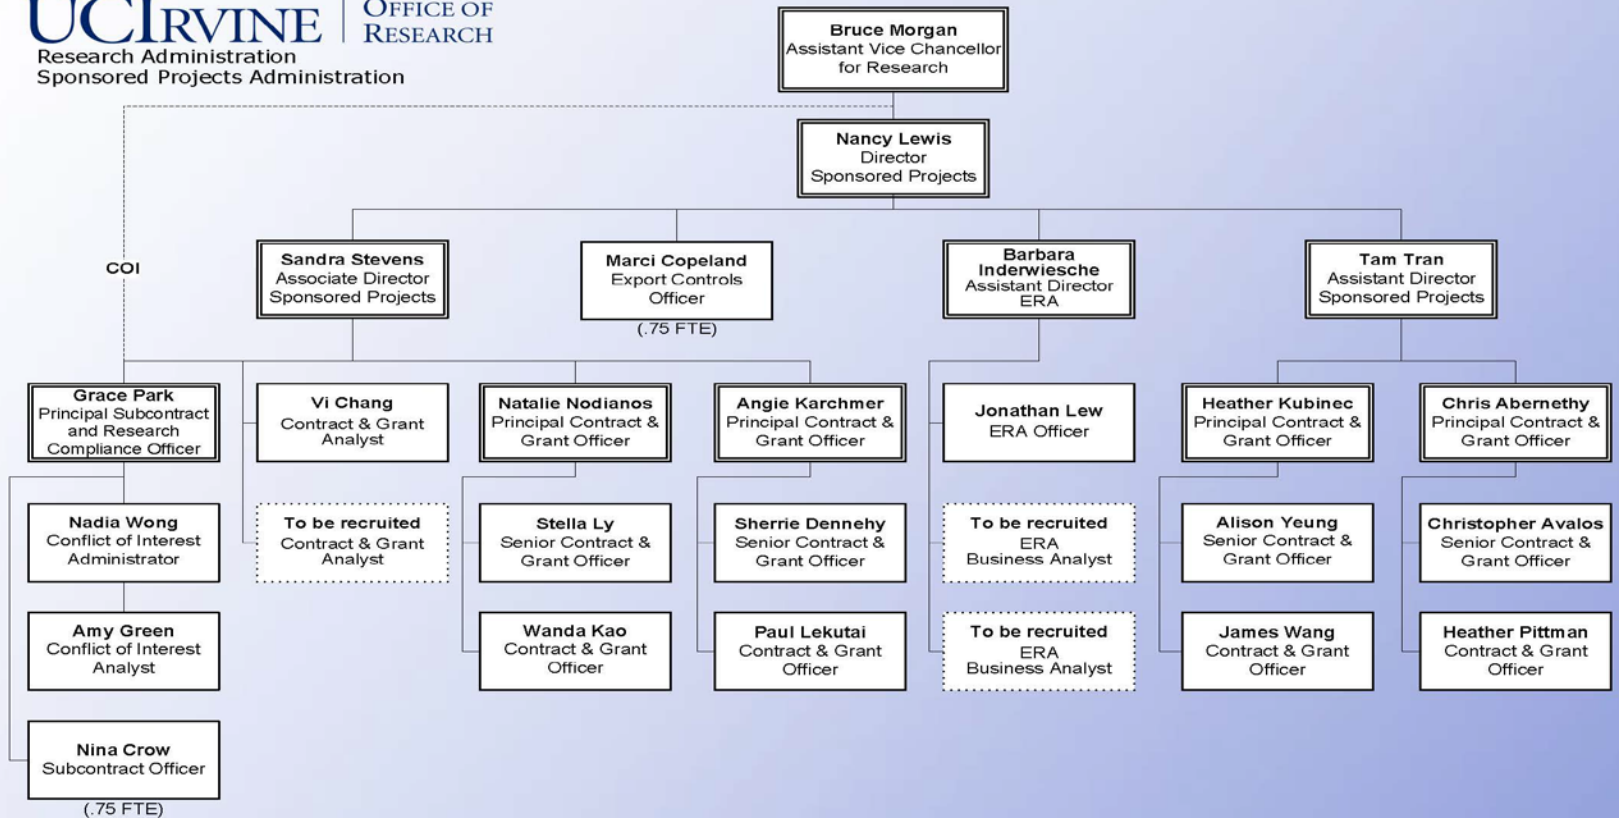 UCIRVINE
OFFICE OF
RESEARCH
Research Administration
Sponsored Projects Administration
Bruce Morgan
Assistant Vice Chancellor
for Research
Nancy Lewis
Director
Sponsored Projects
COI
Sandra Stevens
Associate Director
Sponsored Projects
Marci Copeland
Export Controls
Officer
(.75 FTE)
Barbara
Inderwiesche
Assistant Director
ERA
Tam Tran
Assistant Director
Sponsored Projects
Grace Park
Principal Subcontract
and Research
Compliance Officer
Vi Chang
Contract & Grant
Analyst
Natalie Nodianos
Principal Contract &
Grant Officer
Angie Karchmer
Principal Contract &
Grant Officer
Jonathan Lew
ERA Officer
Heather Kubinec
Principal Contract &
Grant Officer
Chris Abernethy
Principal Contract &
Grant Officer
Nadia Wong
Conflict of Interest
Administrator
To be recruited
Contract & Grant
Analyst
Stella Ly
Senior Contract &
Grant Officer
Sherrie Dennehy
Senior Contract &
Grant Officer
To be recruited
ERA
Business Analyst
Alison Yeung
Senior Contract &
Grant Officer
Christopher Avalos
Senior Contract &
Grant Officer
Amy Green
Conflict of Interest
Analyst
Wanda Kao
Contract & Grant
Officer
Paul Lekutai
Contract & Grant
Officer
To be recruited
ERA
Business Analyst
James Wang
Contract & Grant
Officer
Heather Pittman
Contract & Grant
Officer
Nina Crow
Subcontract Officer
(.75 FTE)